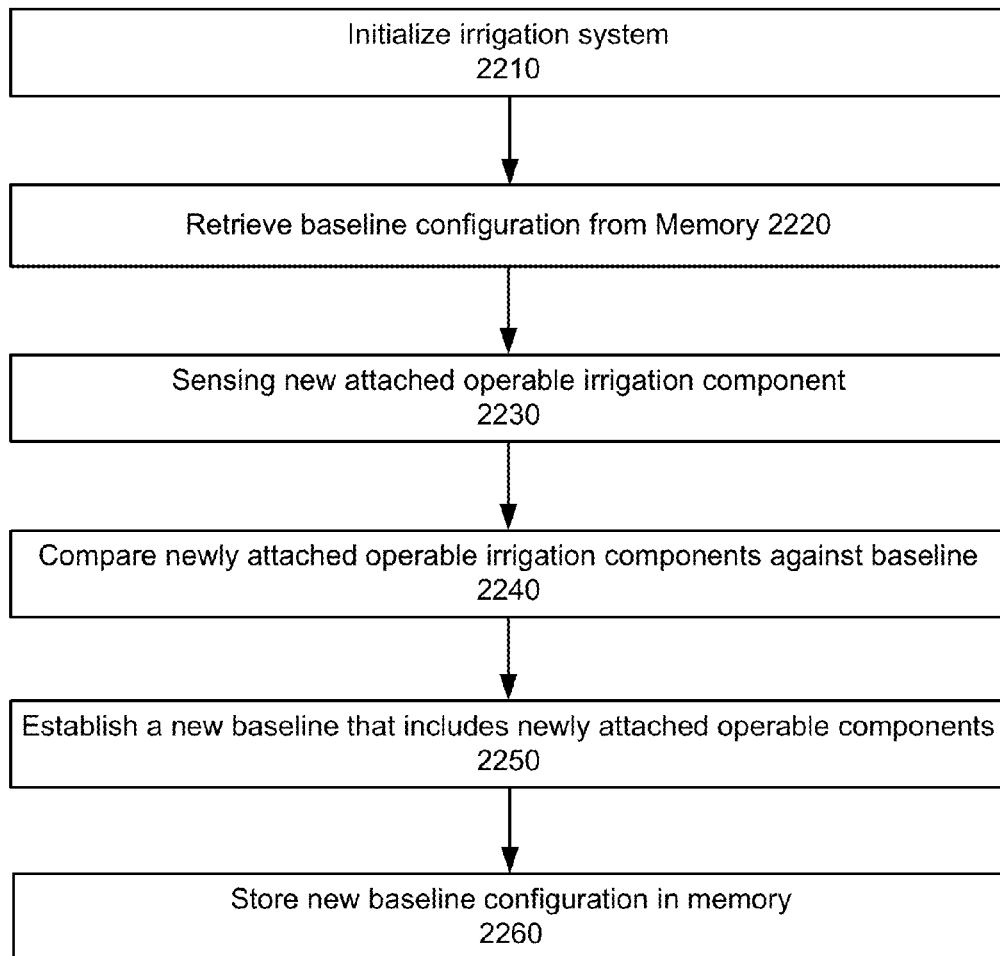 Initialize irrigation system
2210
Retrieve baseline configuration from Memory 2220
Sensing new attached operable irrigation component
2230
Compare newly attached operable irrigation components against baseline
2240
Establish a new baseline that includes newly attached operable components
2250
Store new baseline configuration in memory
2260